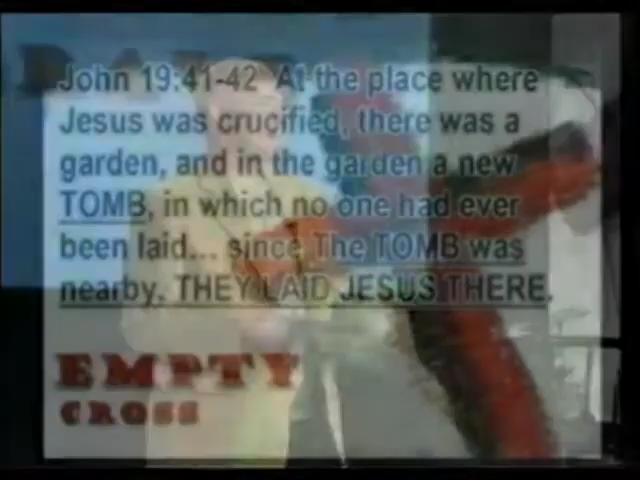 John 19:41-42 At the place where
Jesus was crucified, there was a
garden, and in the garden a new
TOMB, in which no one had ever
been laid... since The TOMB was
nearby, THEY LAID JESUS THERE.
EMPTY
CROSS